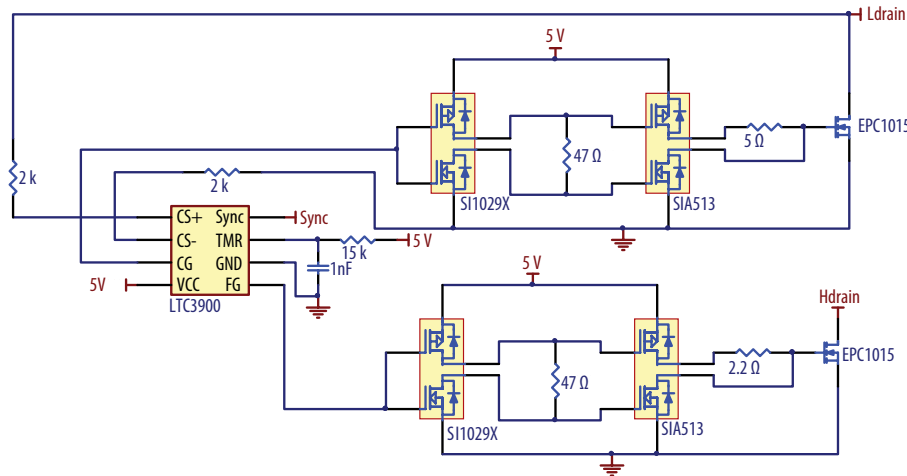 Ldrain
5 V
EPC1015
5 Ω
47 Ω
2 k
2 k
SI1029X
SIA513
CS+
Sync
Sync
CS-
TMR
5 V
15 k
CG
GND
1nF
5V
VCC
FG
LTC3900
5 V
Hdrain
EPC1015
2.2 Ω
47 Ω
SI1029X
SIA513